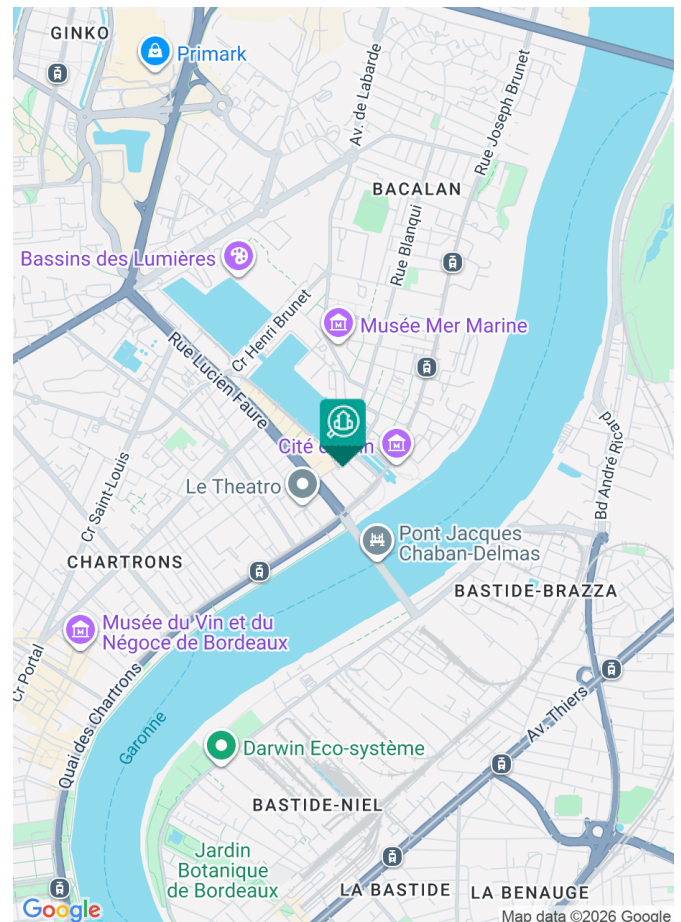 GINKO
Primark
Av. de Labarde
Rue Joseph Brunet
BACALAN
Bassins des Lumières
Rue Blanqui
Cr Henri Brunet
Musée Mer Marine
Rue Lucien Faure
Cité
in
Bd André Ricard
Cr Saint-Louis
Le Theatro
Pont Jacques
Chaban-Delmas
CHARTRONS
BASTIDE-BRAZZA
Musée du Vin et du
Négoce de Bordeaux
Cr Portal
Quai des Chartrons
Garonne
Av. Thiers
Darwin Eco-système
BASTIDE-NIEL
Jardin
Botanique
de Bordeaux
LA BASTIDE
LA BENAUGE
Google
Map data ©2026 Google